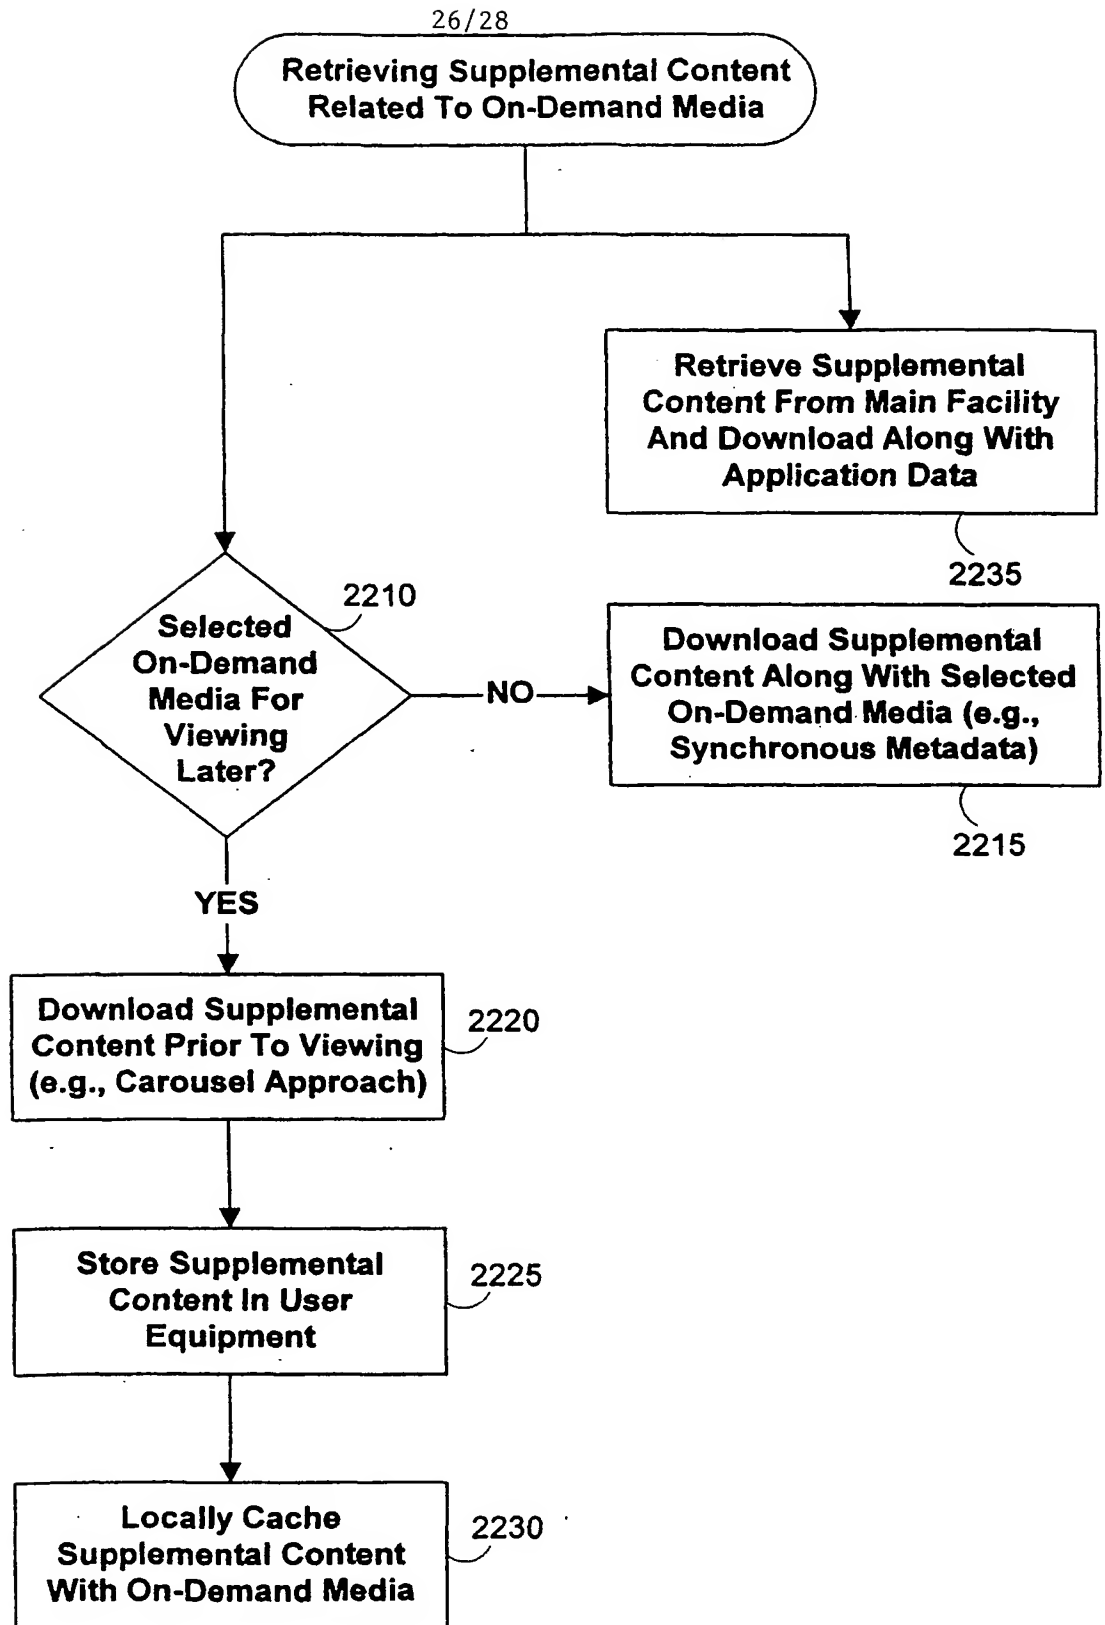 26/28
Retrieving Supplemental Content
Related To On-Demand Media
Retrieve Supplemental
Content From Main Facility
And Download Along With
Application Data
2235
2210
Selected
On-Demand
Media For
Viewing
Later?
NO
Download Supplemental
Content Along With Selected
On-Demand Media (e.g.,
Synchronous Metadata)
2215
YES
Download Supplemental
Content Prior To Viewing
(e.g., Carousel Approach)
2220
Store Supplemental
Content In User
Equipment
2225
Locally Cache
Supplemental Content
With On-Demand Media
2230